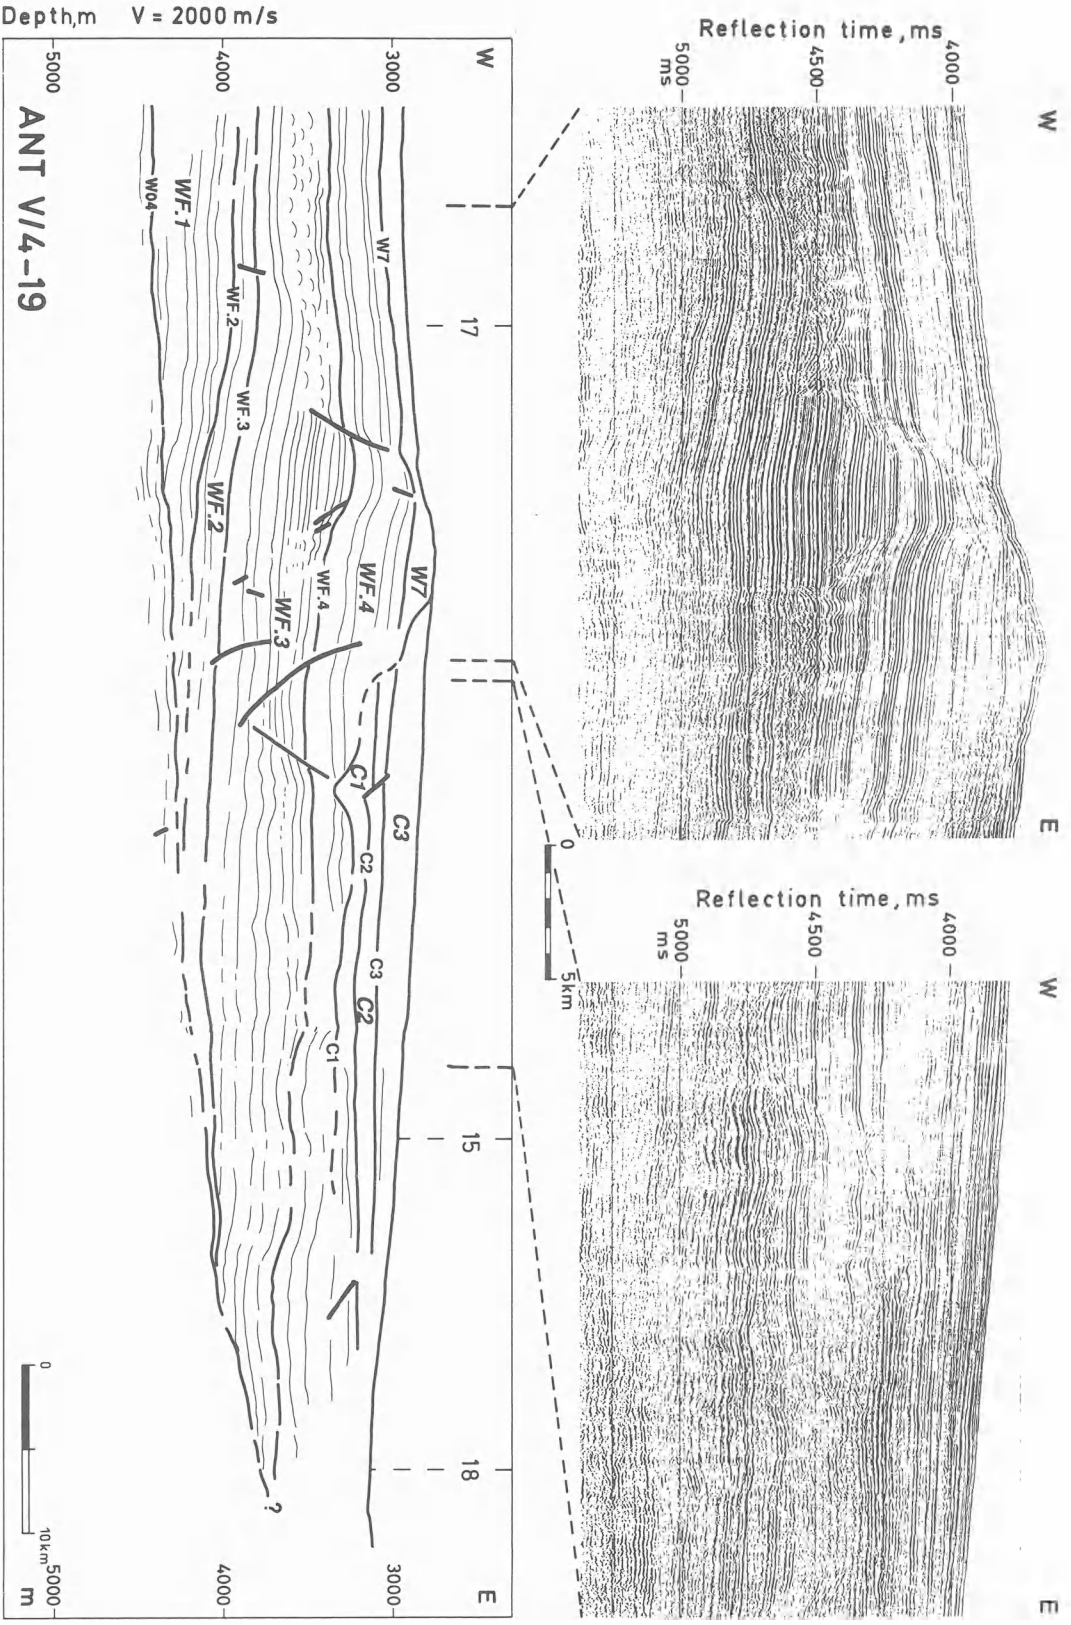 Depth,m V = 2000 m/s
W
3000
4000
5000
17
15
18
W7
W04
WF.1
WF.2
WF.3
WF.2
WF.3
WF.4
WF.4
W7
C1
C2
C3
C3
C2
C1
?
ANT V/4-19
0
10km
E
3000
4000
5000
m
Reflection time, ms
4000
4500
5000
ms
W
E
0
5km
Reflection time, ms
4000
4500
5000
ms
W
E